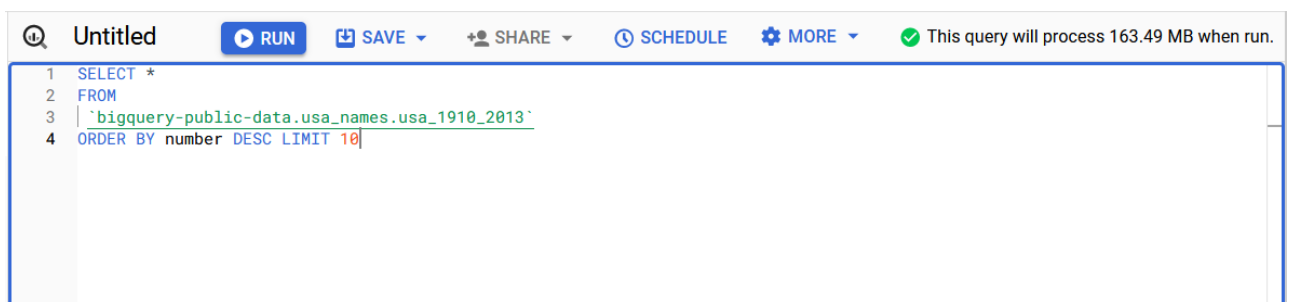 Untitled RUN SAVE SHARE SCHEDULE MORE This query will process 163.49 MB when run.
1 SELECT *
2 FROM
3 `bigquery-public-data.usa_names.usa_1910_2013`
4 ORDER BY number DESC LIMIT 10